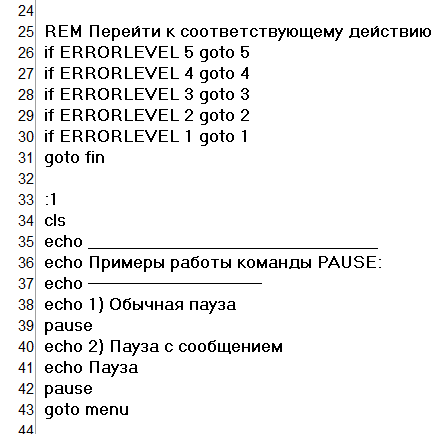 24
25 REM Перейти к соответствующему действию
26 if ERRORLEVEL 5 goto 5
27 if ERRORLEVEL 4 goto 4
28 if ERRORLEVEL 3 goto 3
29 if ERRORLEVEL 2 goto 2
30 if ERRORLEVEL 1 goto 1
31 goto fin
32
33 :1
34 cls
35 echo ________________________________
36 echo Примеры работы команды PAUSE:
37 echo ———————————
38 echo 1) Обычная пауза
39 pause
40 echo 2) Пауза с сообщением
41 echo Пауза
42 pause
43 goto menu
44